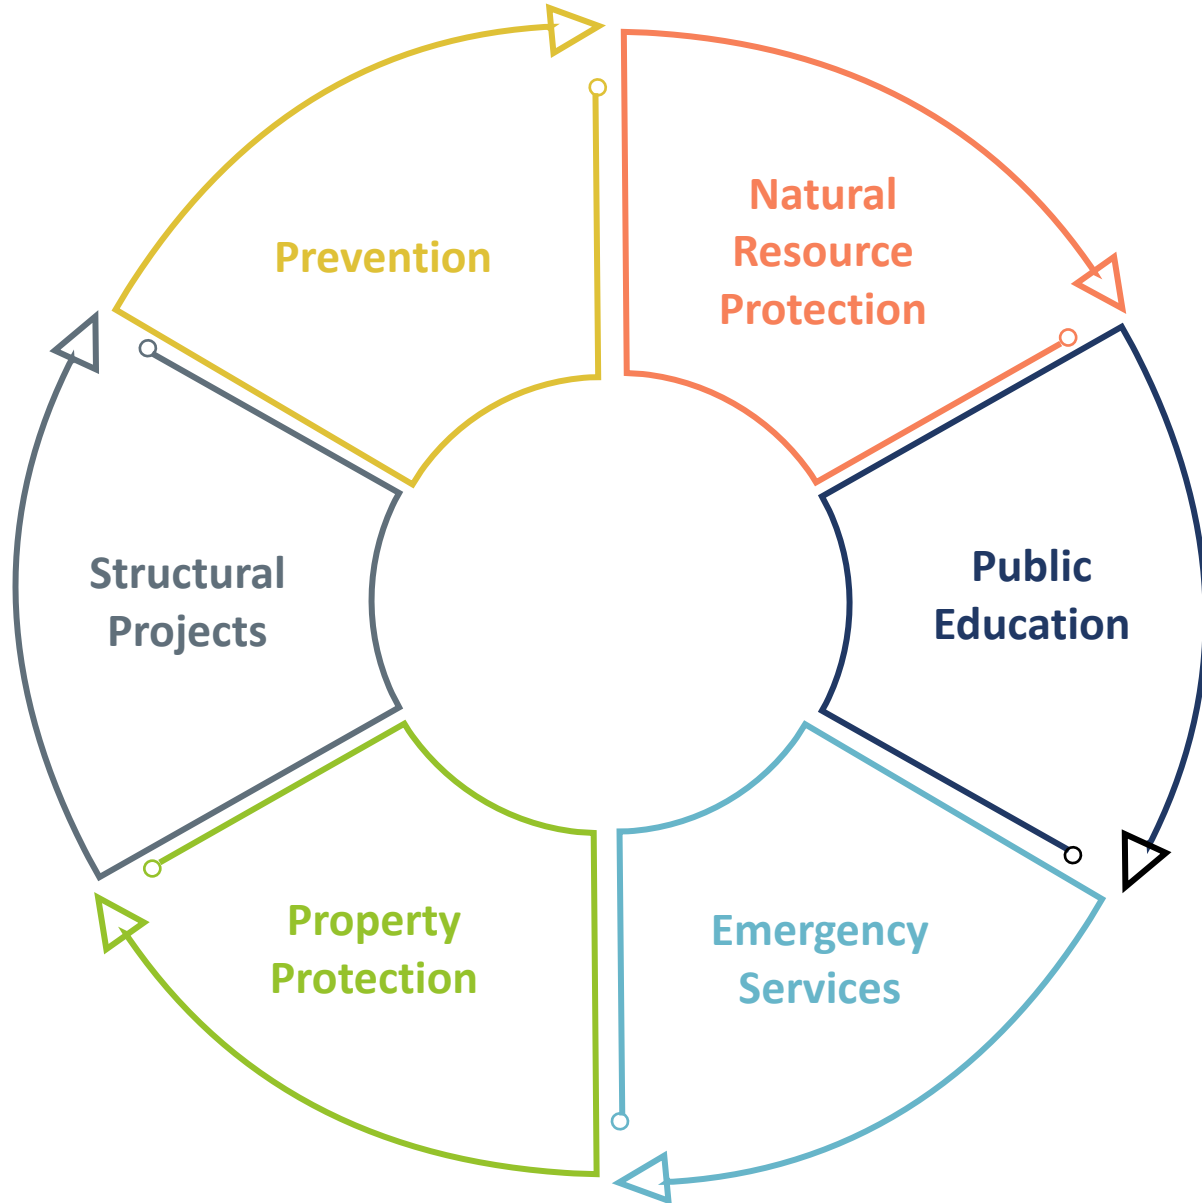 Prevention
Natural
Resource
Protection
Public
Education
Emergency
Services
Property
Protection
Structural
Projects